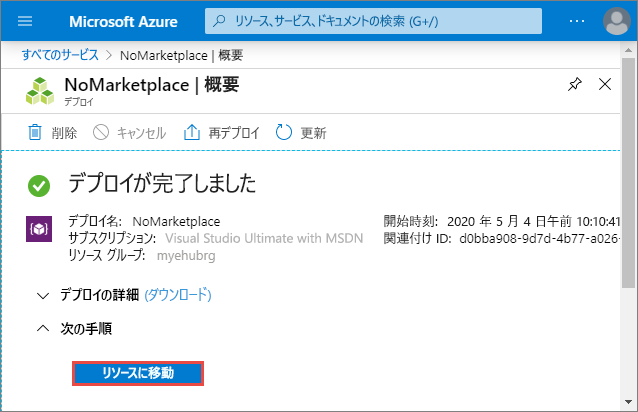 Microsoft Azure
リソース、サービス、ドキュメントの検索 (G+/)
すべてのサービス > NoMarketplace | 概要
NoMarketplace | 概要
デプロイ
削除 キャンセル 再デプロイ 更新
デプロイが完了しました
デプロイ名: NoMarketplace
サブスクリプション: Visual Studio Ultimate with MSDN
リソース グループ: myehubrg
開始時刻: 2020 年 5 月 4 日午前 10:10:41
関連付け ID: d0bba908-9d7d-4b77-a026-
デプロイの詳細 (ダウンロード)
次の手順
リソースに移動